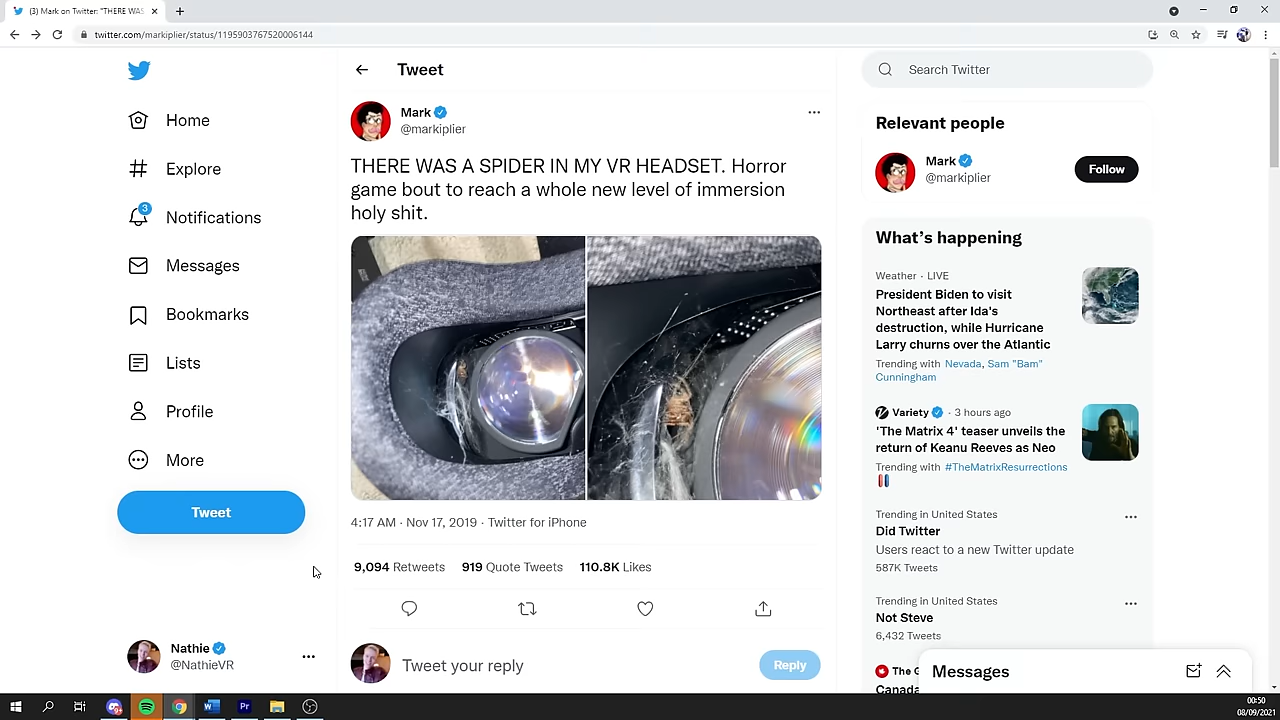 (3) Mark on Twitter: "THERE WAS
twitter.com/markiplier/status/1195903767520006144
Home
Explore
3
Notifications
Messages
Bookmarks
Lists
Profile
More
Tweet
Nathie
@NathieVR
Tweet
Mark
@markiplier
THERE WAS A SPIDER IN MY VR HEADSET. Horror
game bout to reach a whole new level of immersion
holy shit.
4:17 AM · Nov 17, 2019 · Twitter for iPhone
9,094 Retweets 919 Quote Tweets 110.8K Likes
Tweet your reply
Reply
Search Twitter
Relevant people
Mark
@markiplier
Follow
What's happening
Weather · LIVE
President Biden to visit
Northeast after Ida's
destruction, while Hurricane
Larry churns over the Atlantic
Trending with Nevada, Sam "Bam"
Cunningham
Variety · 3 hours ago
'The Matrix 4' teaser unveils the
return of Keanu Reeves as Neo
Trending with #TheMatrixResurrections
Trending in United States
Did Twitter
Users react to a new Twitter update
587K Tweets
Trending in United States
Not Steve
6,432 Tweets
The G
Canada
Messages
W
Pr
00:50
08/09/2021